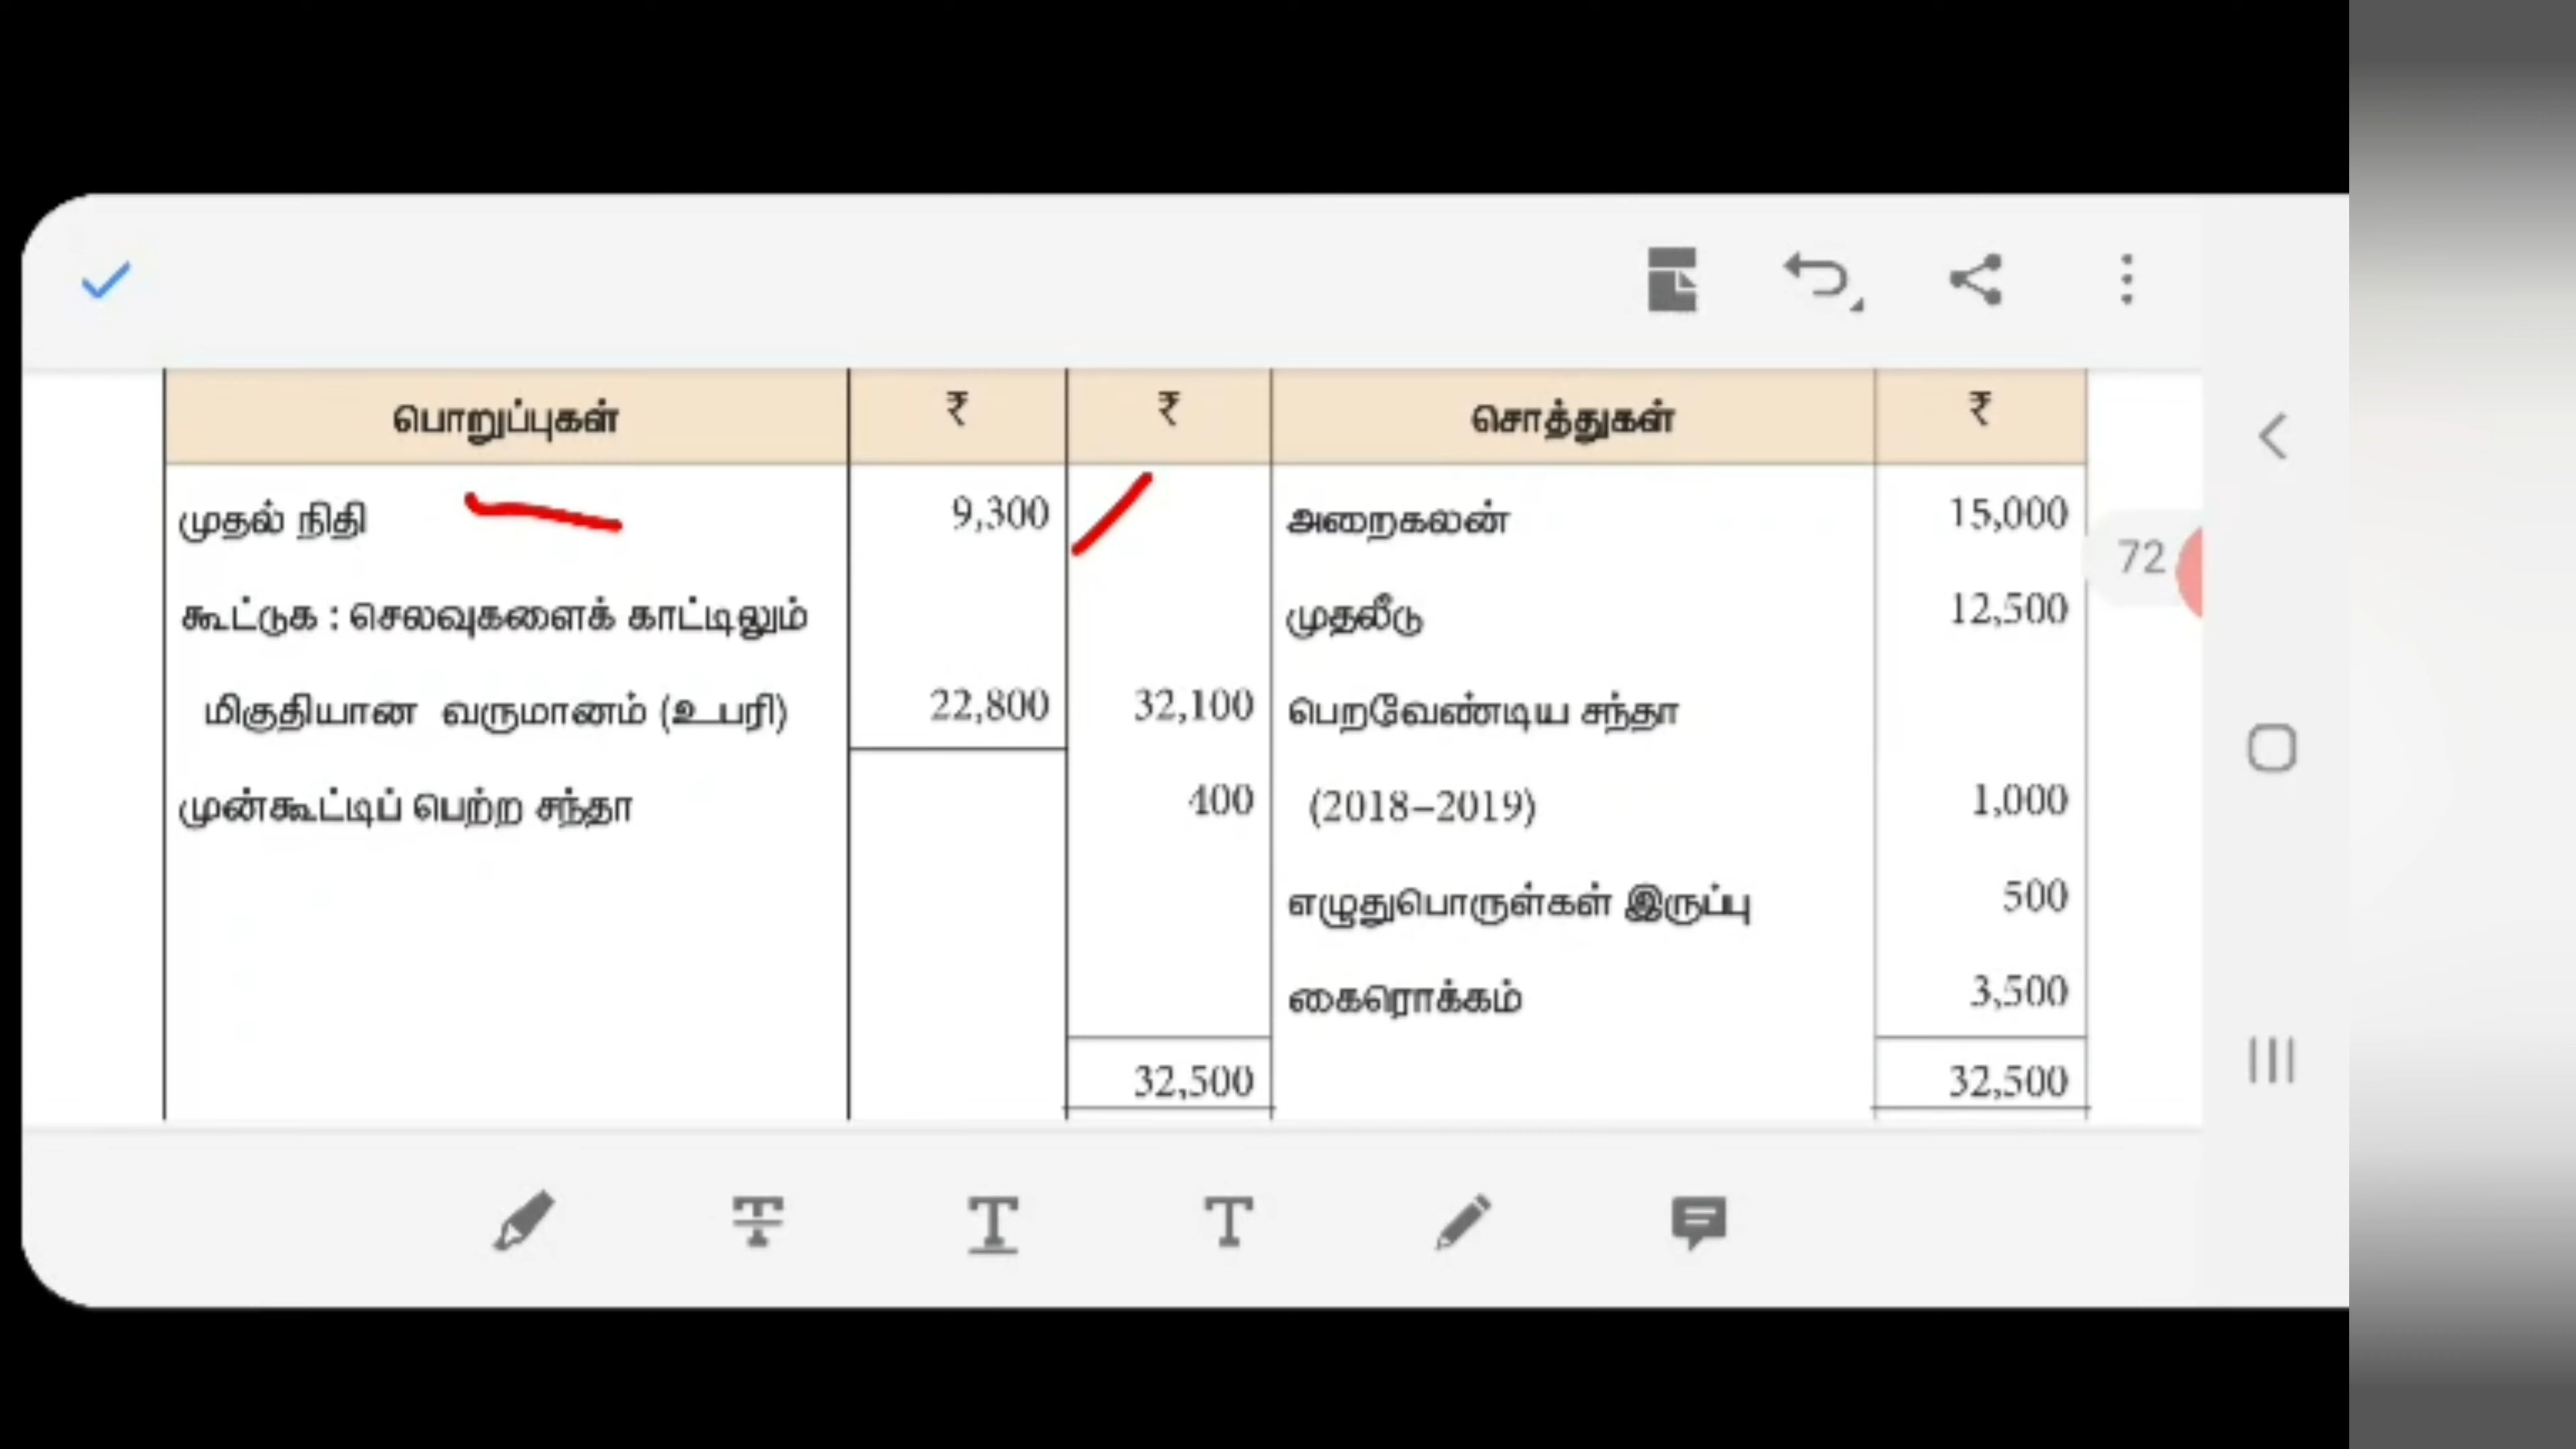 பொறுப்புகள் ₹ ₹ சொத்துகள் ₹
முதல் நிதி 9,300 அறைகலன் 15,000
72
கூட்டுக : செலவுகளைக் காட்டிலும் முதலீடு 12,500
மிகுதியான வருமானம் (உபரி) 22,800 32,100 பெறவேண்டிய சந்தா
முன்கூட்டிப் பெற்ற சந்தா 400 (2018–2019) 1,000
எழுதுபொருள்கள் இருப்பு 500
கைரொக்கம் 3,500
32,500 32,500